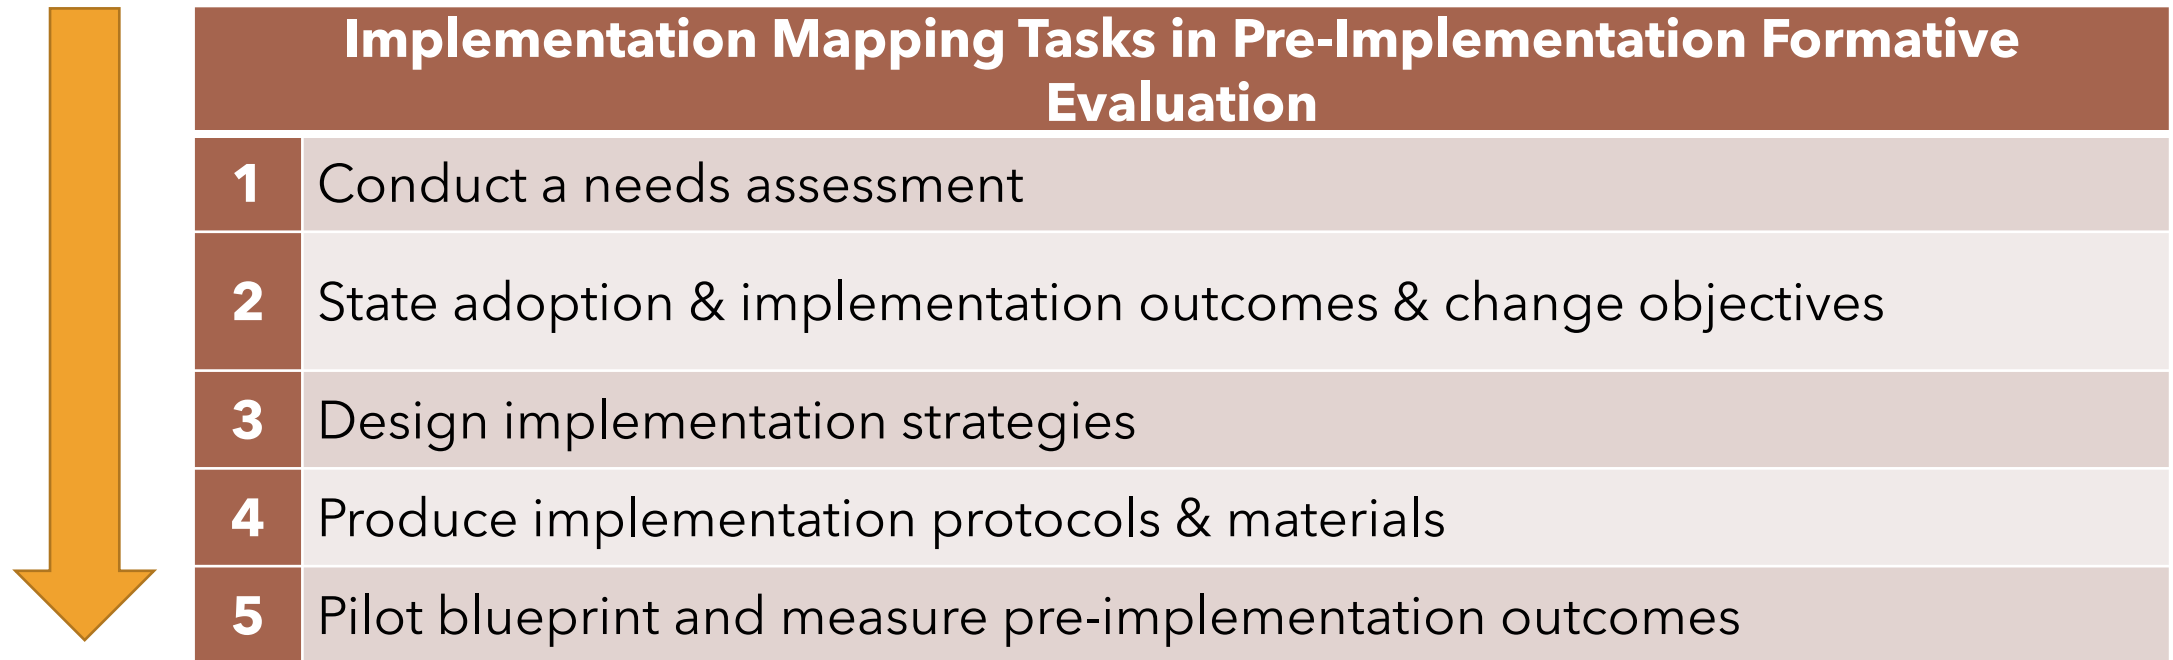 Implementation Mapping Tasks in Pre-Implementation Formative
Evaluation
1 Conduct a needs assessment
2 State adoption & implementation outcomes & change objectives
3 Design implementation strategies
4 Produce implementation protocols & materials
5 Pilot blueprint and measure pre-implementation outcomes